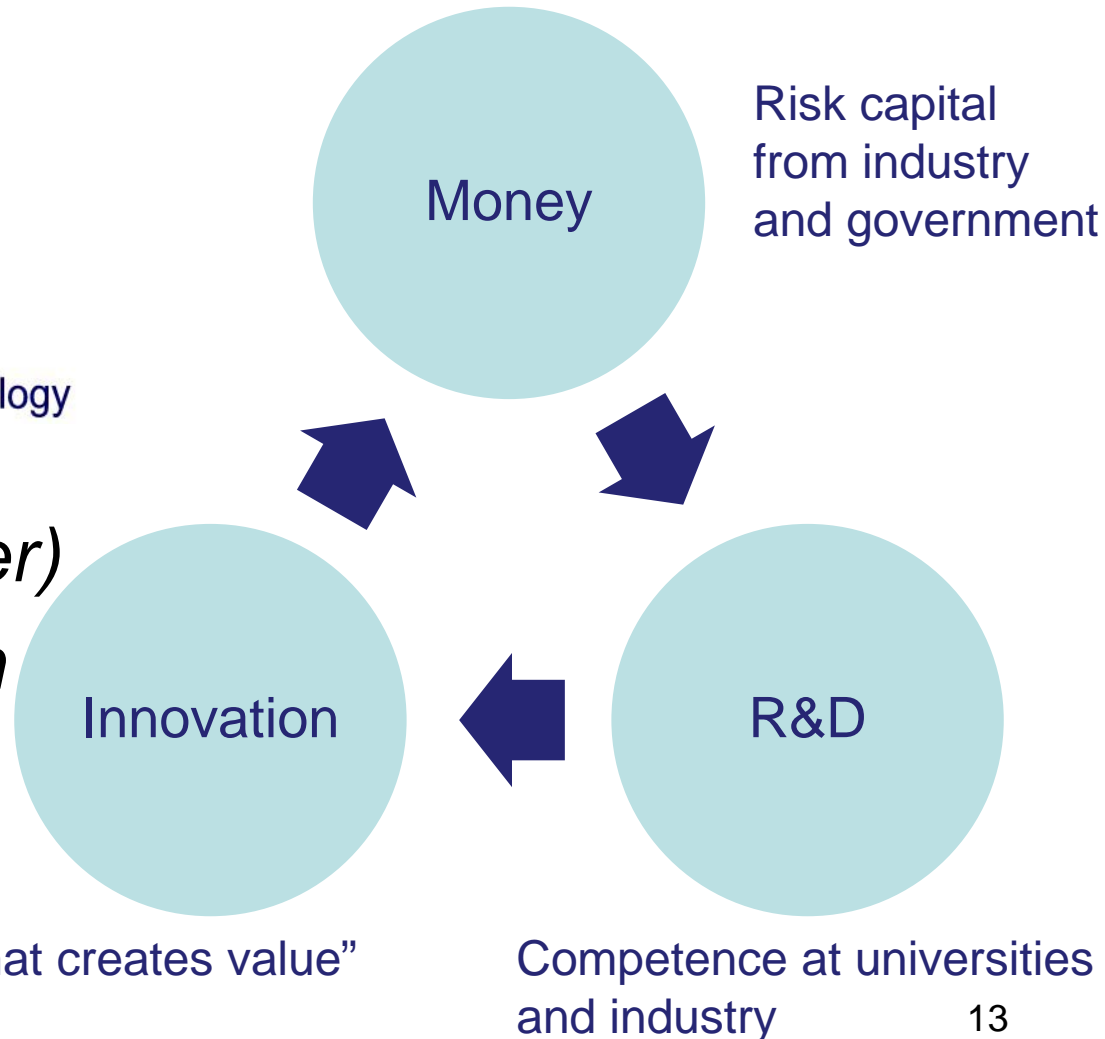 Money
Risk capital
from industry
and government
logy
er)
Innovation
R&D
at creates value”
Competence at universities
and industry
13